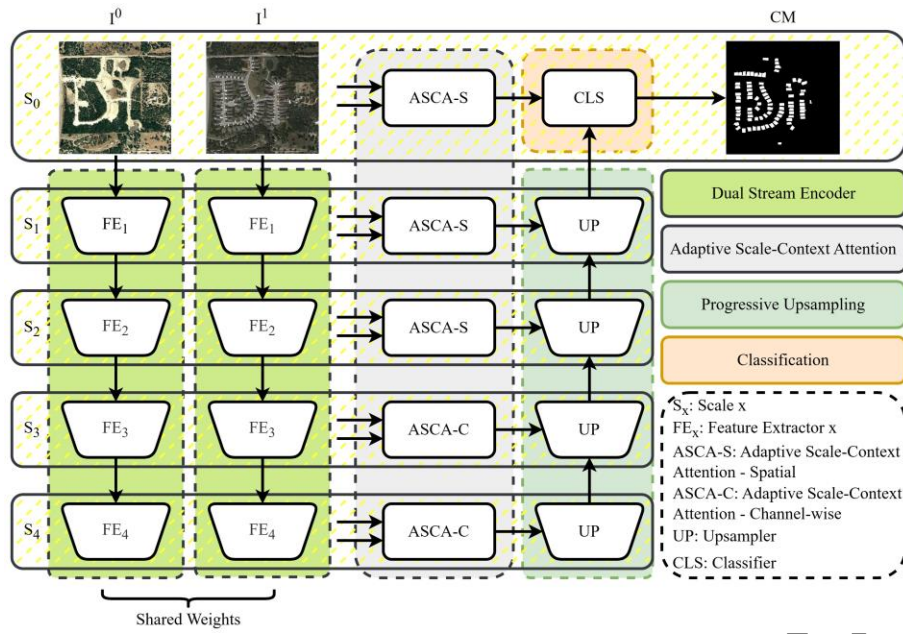 I⁰ I¹ CM
S₀ ASCA-S CLS
Dual Stream Encoder
S₁ FE₁ FE₁ ASCA-S UP
Adaptive Scale-Context Attention
S₂ FE₂ FE₂ ASCA-S UP
Progressive Upsampling
Classification
S₃ FE₃ FE₃ ASCA-C UP
S₄ FE₄ FE₄ ASCA-C UP
Sₓ: Scale x
FEₓ: Feature Extractor x
ASCA-S: Adaptive Scale-Context
Attention - Spatial
ASCA-C: Adaptive Scale-Context
Attention - Channel-wise
UP: Upsampler
CLS: Classifier
Shared Weights